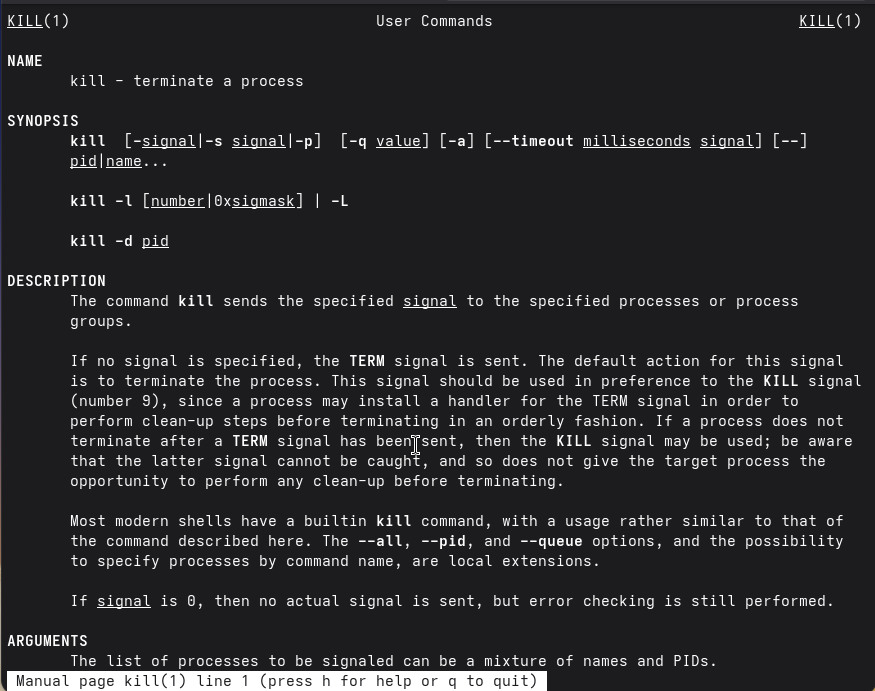 KILL(1) User Commands KILL(1)
NAME
kill - terminate a process
SYNOPSIS
kill [-signal|-s signal|-p] [-q value] [-a] [--timeout milliseconds signal] [--]
pid|name...
kill -l [number|0xsigmask] | -L
kill -d pid
DESCRIPTION
The command kill sends the specified signal to the specified processes or process
groups.
If no signal is specified, the TERM signal is sent. The default action for this signal
is to terminate the process. This signal should be used in preference to the KILL signal
(number 9), since a process may install a handler for the TERM signal in order to
perform clean-up steps before terminating in an orderly fashion. If a process does not
terminate after a TERM signal has been sent, then the KILL signal may be used; be aware
that the latter signal cannot be caught, and so does not give the target process the
opportunity to perform any clean-up before terminating.
Most modern shells have a builtin kill command, with a usage rather similar to that of
the command described here. The --all, --pid, and --queue options, and the possibility
to specify processes by command name, are local extensions.
If signal is 0, then no actual signal is sent, but error checking is still performed.
ARGUMENTS
The list of processes to be signaled can be a mixture of names and PIDs.
Manual page kill(1) line 1 (press h for help or q to quit)